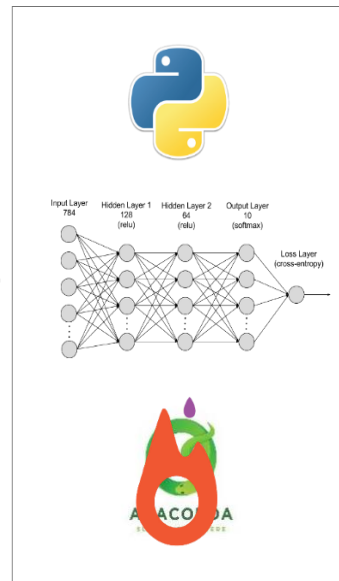 Input Layer
784
Hidden Layer 1
128
(relu)
Hidden Layer 2
64
(relu)
Output Layer
10
(softmax)
Loss Layer
(cross-entropy)